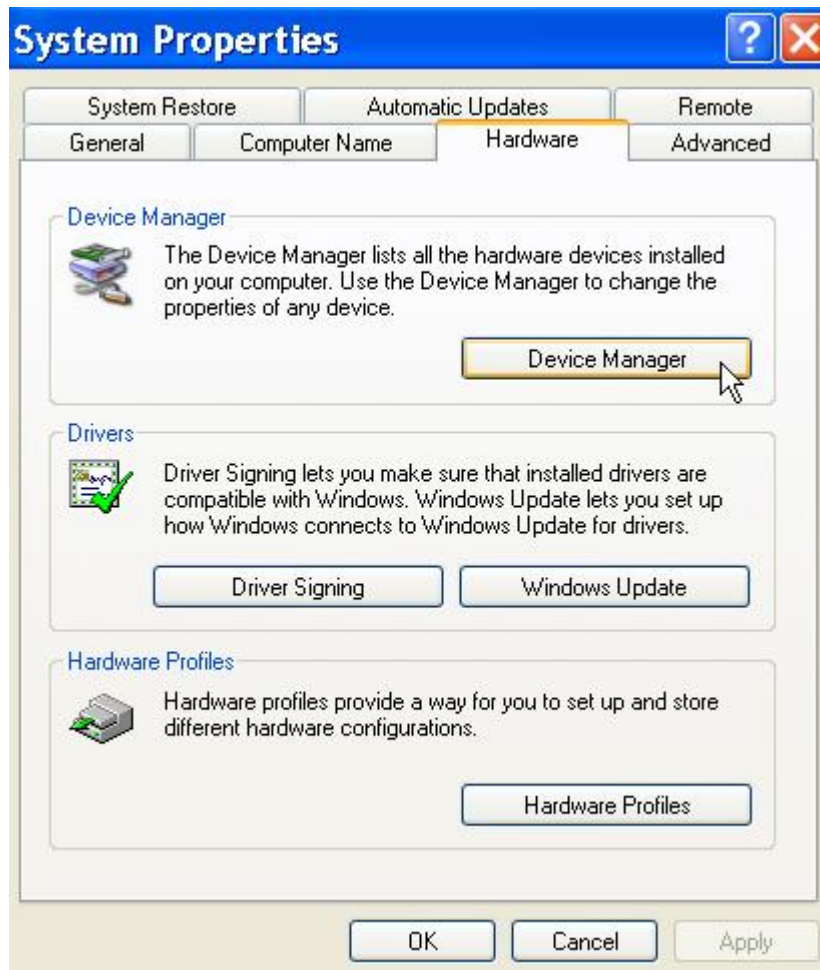 System Properties
System Restore
Automatic Updates
Remote
General
Computer Name
Hardware
Advanced
Device Manager
The Device Manager lists all the hardware devices installed
on your computer. Use the Device Manager to change the
properties of any device.
Device Manager
Drivers
Driver Signing lets you make sure that installed drivers are
compatible with Windows. Windows Update lets you set up
how Windows connects to Windows Update for drivers.
Driver Signing
Windows Update
Hardware Profiles
Hardware profiles provide a way for you to set up and store
different hardware configurations.
Hardware Profiles
OK
Cancel
Apply